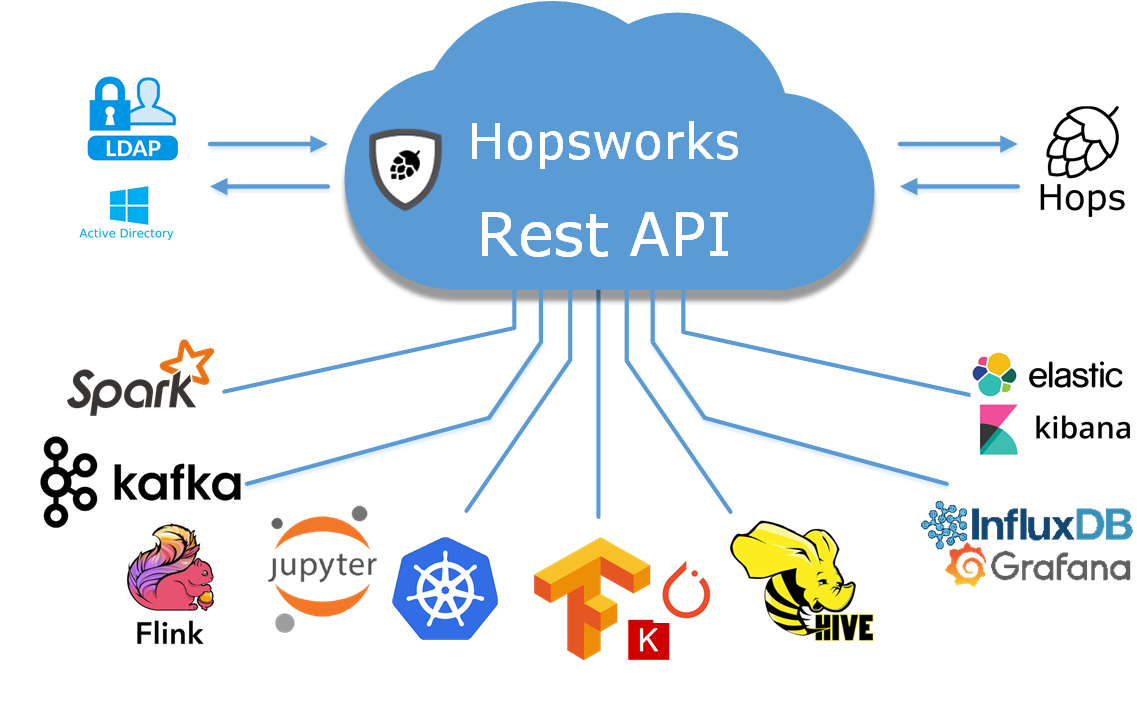 Hopsworks
Rest API
LDAP
Active Directory
Hops
Spark
elastic
kibana
kafka
InfluxDB
Grafana
jupyter
Flink
K
HIVE